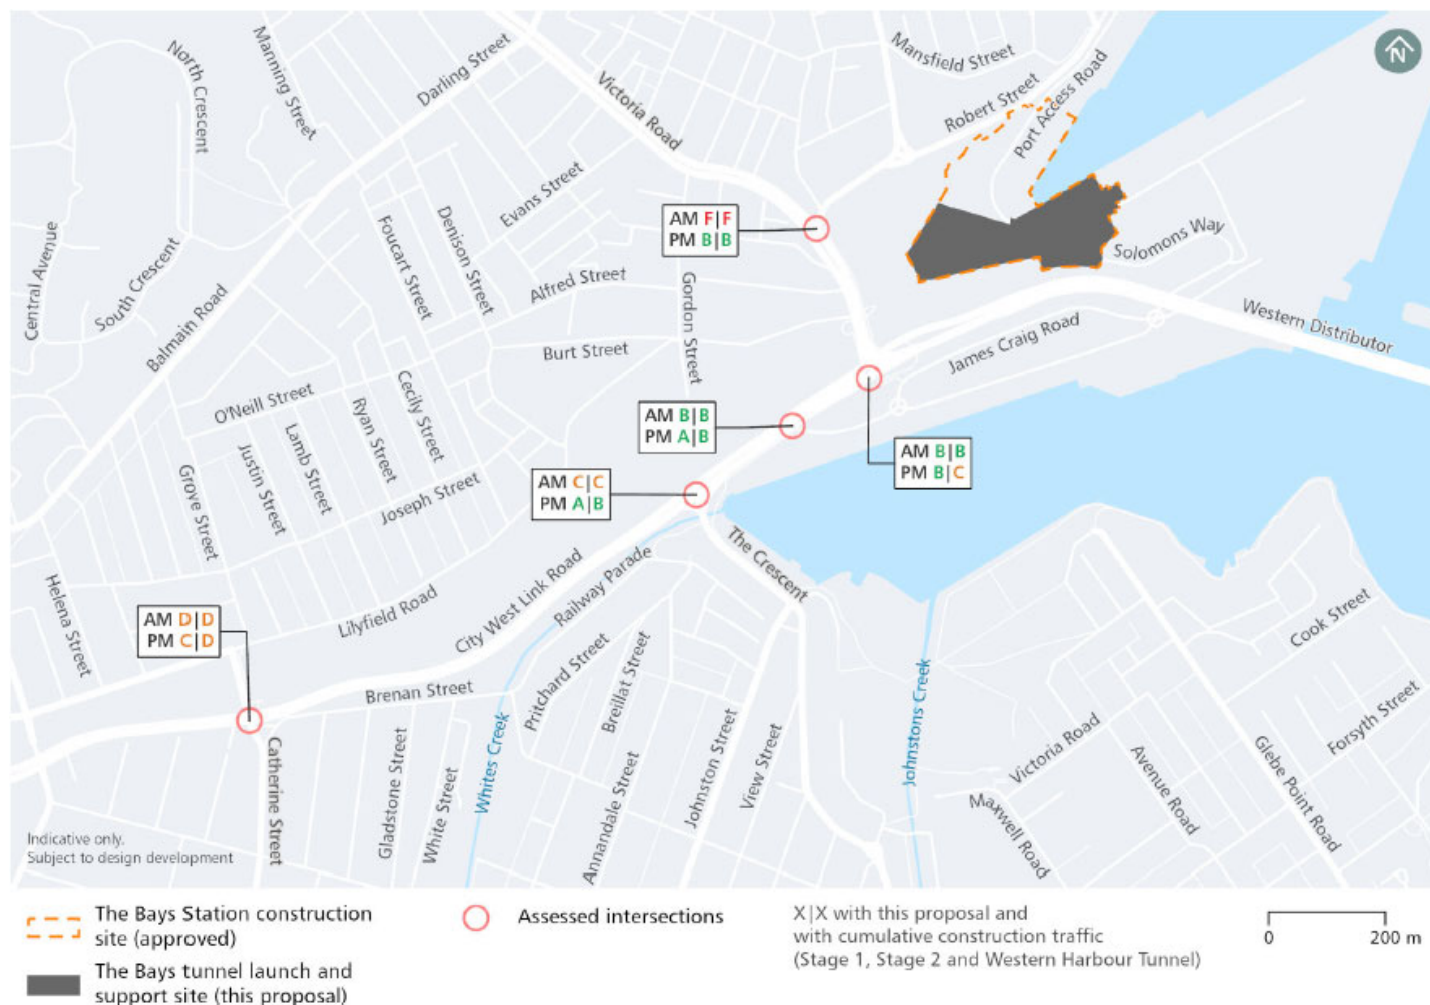 North Crescent
Manning Street
Darling Street
Victoria Road
Mansfield Street
Robert Street
Port Access Road
N
Evans Street
Denison Street
Foucart Street
AM F|F
PM B|B
Solomons Way
Central Avenue
South Crescent
Balmain Road
Alfred Street
Gordon Street
Burt Street
Western Distributor
James Craig Road
O'Neill Street
Cecily Street
Ryan Street
Lamb Street
Justin Street
Grove Street
Joseph Street
AM B|B
PM A|B
AM B|B
PM B|C
AM C|C
PM A|B
The Crescent
Helena Street
Lilyfield Road
City West Link Road
Railway Parade
AM D|D
PM C|D
Brenan Street
Pritchard Street
Breillat Street
Whites Creek
Catherine Street
Gladstone Street
White Street
Annandale Street
Johnston Street
View Street
Johnstons Creek
Cook Street
Forsyth Street
Victoria Road
Maxwell Road
Avenue Road
Glebe Point Road
Indicative only.
Subject to design development
The Bays Station construction
site (approved)
The Bays tunnel launch and
support site (this proposal)
Assessed intersections
X|X with this proposal and
with cumulative construction traffic
(Stage 1, Stage 2 and Western Harbour Tunnel)
0 200 m